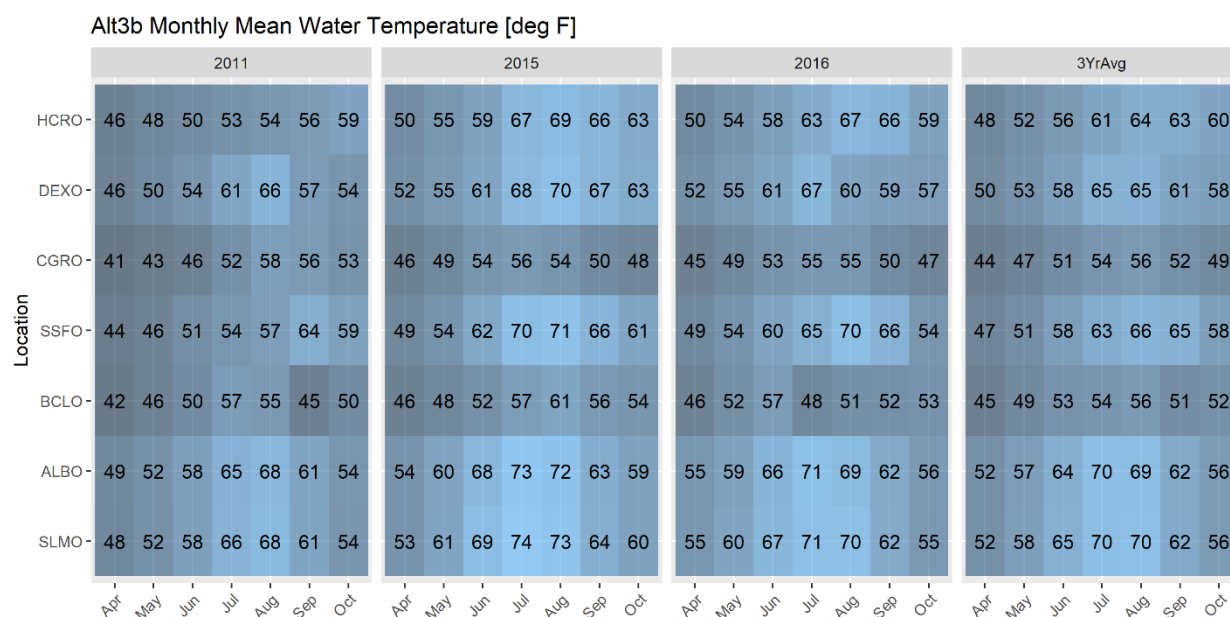 Alt3b Monthly Mean Water Temperature [deg F]
2011 2015 2016 3YrAvg
HCRO 46 48 50 53 54 56 59 50 55 59 67 69 66 63 50 54 58 63 67 66 59 48 52 56 61 64 63 60
DEXO 46 50 54 61 66 57 54 52 55 61 68 70 67 63 52 55 61 67 60 59 57 50 53 58 65 65 61 58
CGRO 41 43 46 52 58 56 53 46 49 54 56 54 50 48 45 49 53 55 55 50 47 44 47 51 54 56 52 49
SSFO 44 46 51 54 57 64 59 49 54 62 70 71 66 61 49 54 60 65 70 66 54 47 51 58 63 66 65 58
Location
BCLO 42 46 50 57 55 45 50 46 48 52 57 61 56 54 46 52 57 48 51 52 53 45 49 53 54 56 51 52
ALBO 49 52 58 65 68 61 54 54 60 68 73 72 63 59 55 59 66 71 69 62 56 52 57 64 70 69 62 56
SLMO 48 52 58 66 68 61 54 53 61 69 74 73 64 60 55 60 67 71 70 62 55 52 58 65 70 70 62 56
Apr May Jun Jul Aug Sep Oct Apr May Jun Jul Aug Sep Oct Apr May Jun Jul Aug Sep Oct Apr May Jun Jul Aug Sep Oct